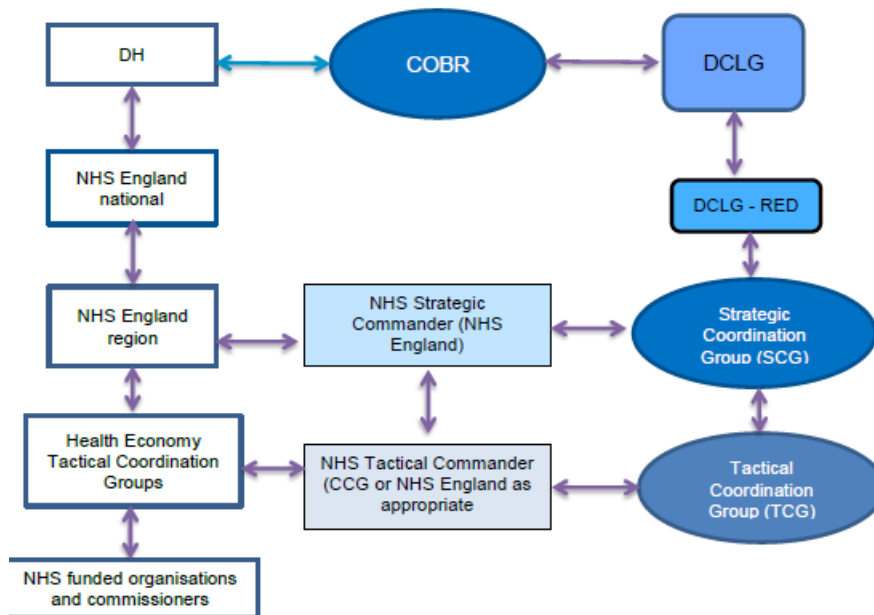 DH
COBR
DCLG
NHS England
national
DCLG - RED
NHS England
region
NHS Strategic
Commander (NHS
England)
Strategic
Coordination
Group (SCG)
Health Economy
Tactical Coordination
Groups
NHS Tactical Commander
(CCG or NHS England as
appropriate
Tactical
Coordination
Group (TCG)
NHS funded organisations
and commissioners